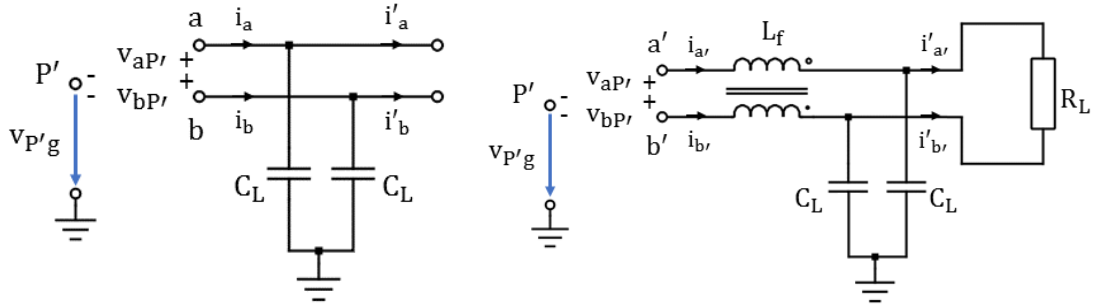 a
i_a
i'_a
v_aP'
+
-
P'
-
+
v_bP'
b
i_b
i'_b
v_P'g
C_L
C_L
L_f
a'
i_a'
i'_a'
v_aP'
+
-
P'
-
+
v_bP'
b'
i_b'
i'_b'
R_L
v_P'g
C_L
C_L